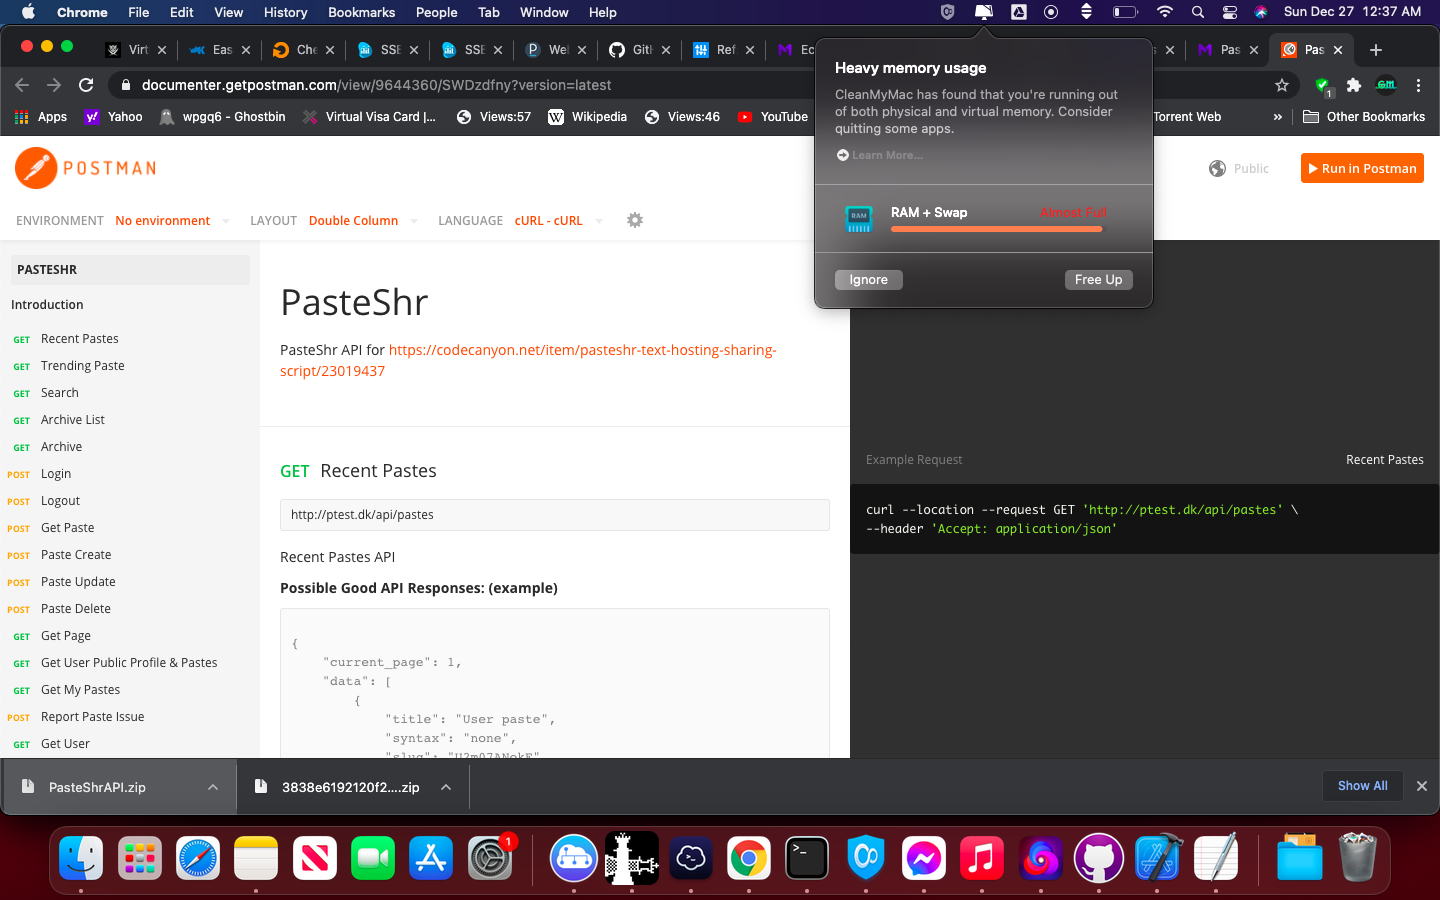 Chrome File Edit View History Bookmarks People Tab Window Help Sun Dec 27 12:37 AM
Virt Eas Che SSE SSE Wel GitH Ref Ec s Pas Pas
documenter.getpostman.com/view/9644360/SWDzdfny?version=latest
1
Apps Yahoo wpgq6 - Ghostbin Virtual Visa Card |... Views:57 Wikipedia Views:46 YouTube Torrent Web » Other Bookmarks
Heavy memory usage
CleanMyMac has found that you're running out
of both physical and virtual memory. Consider
quitting some apps.
Learn More...
RAM
RAM + Swap Almost Full
Ignore Free Up
POSTMAN
Public Run in Postman
ENVIRONMENT No environment LAYOUT Double Column LANGUAGE cURL - cURL
PASTESHR
Introduction
GET Recent Pastes
GET Trending Paste
GET Search
GET Archive List
GET Archive
POST Login
POST Logout
POST Get Paste
POST Paste Create
POST Paste Update
POST Paste Delete
GET Get Page
GET Get User Public Profile & Pastes
GET Get My Pastes
POST Report Paste Issue
GET Get User
PasteShr
PasteShr API for https://codecanyon.net/item/pasteshr-text-hosting-sharing-
script/23019437
GET Recent Pastes
http://ptest.dk/api/pastes
Recent Pastes API
Possible Good API Responses: (example)
{
"current_page": 1,
"data": [
{
"title": "User paste",
"syntax": "none",
Example Request Recent Pastes
curl --location --request GET 'http://ptest.dk/api/pastes' \
--header 'Accept: application/json'
PasteShrAPI.zip 3838e6192120f2....zip Show All
1